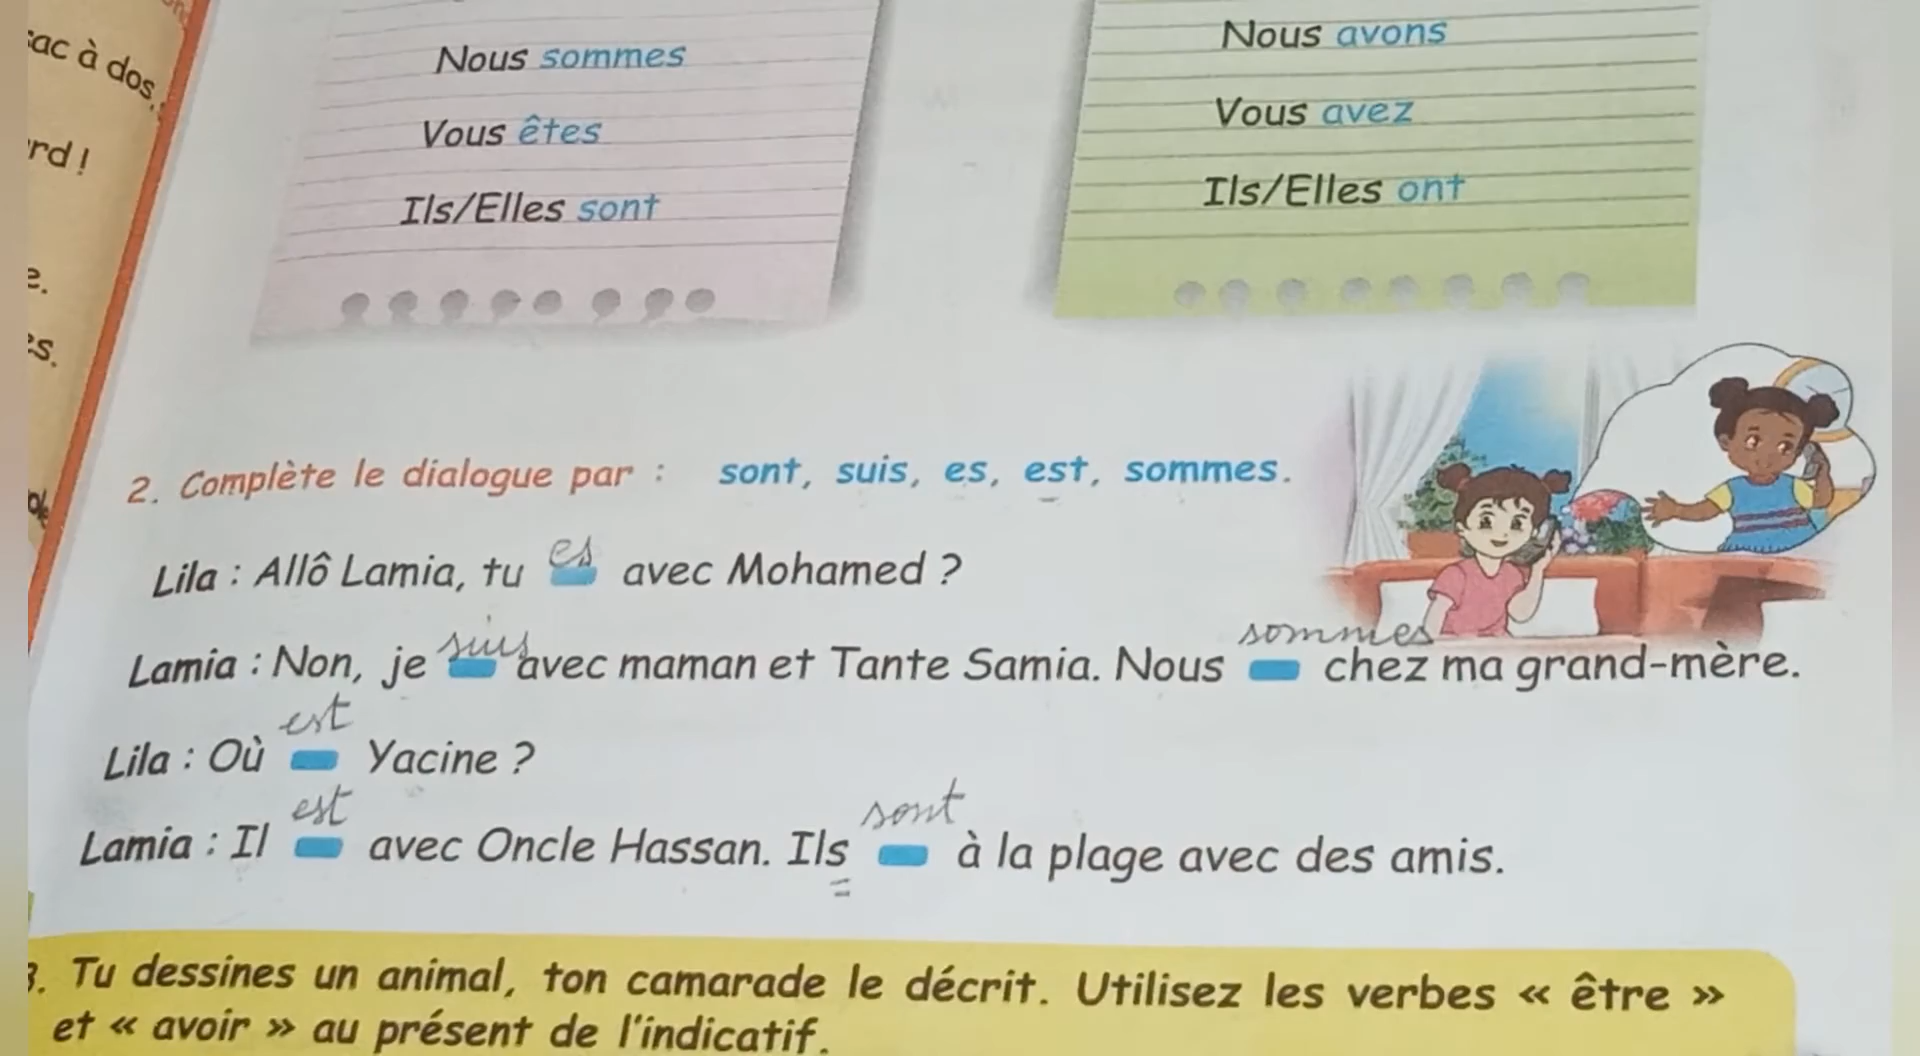 sac à dos.
Nous sommes
Vous êtes
Ils/Elles sont
Nous avons
Vous avez
Ils/Elles ont
2. Complète le dialogue par : sont, suis, es, est, sommes.
Lila : Allô Lamia, tu es avec Mohamed ?
Lamia : Non, je suis avec maman et Tante Samia. Nous sommes chez ma grand-mère.
Lila : Où est Yacine ?
Lamia : Il est avec Oncle Hassan. Ils sont à la plage avec des amis.
3. Tu dessines un animal, ton camarade le décrit. Utilisez les verbes « être »
et « avoir » au présent de l'indicatif.